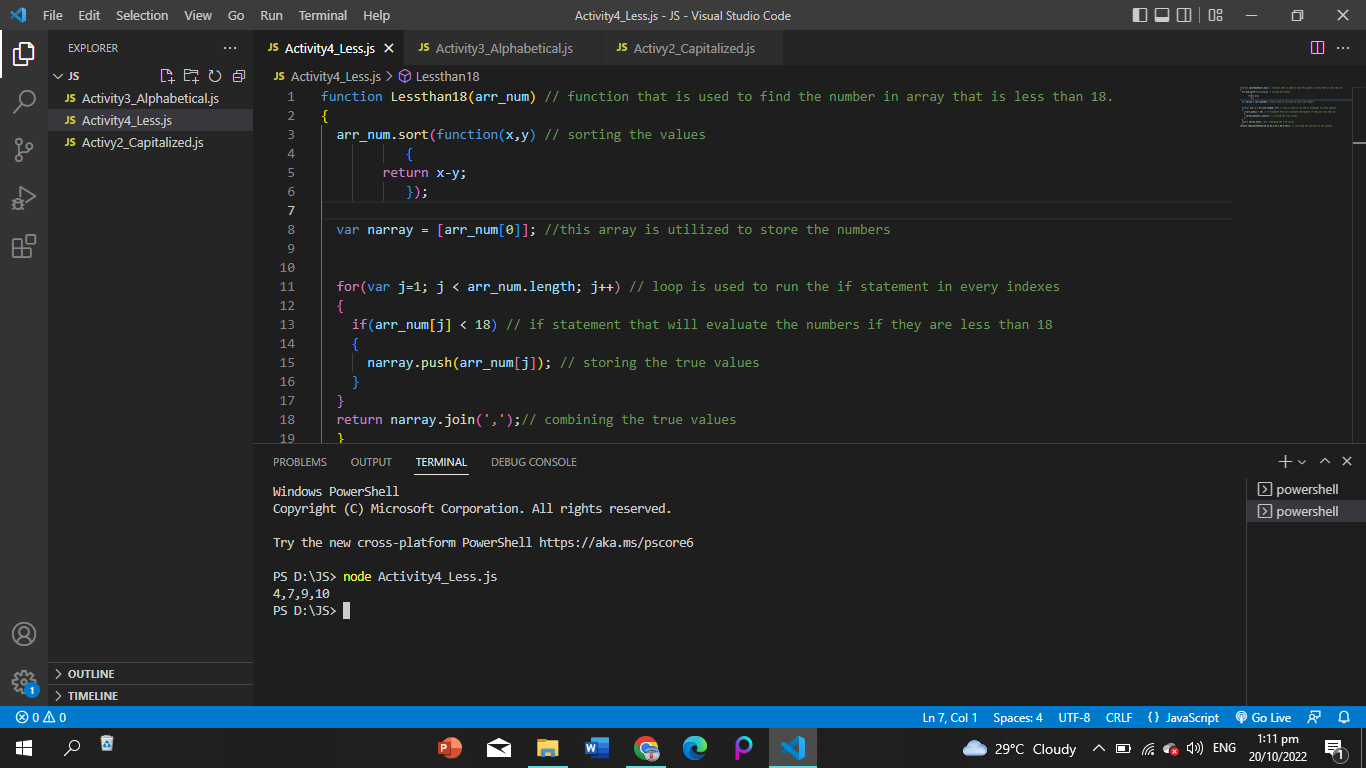 File Edit Selection View Go Run Terminal Help
Activity4_Less.js - JS - Visual Studio Code
EXPLORER
JS
JS Activity3_Alphabetical.js
JS Activity4_Less.js
JS Activy2_Capitalized.js
OUTLINE
TIMELINE
JS Activity4_Less.js JS Activity3_Alphabetical.js JS Activy2_Capitalized.js
JS Activity4_Less.js > Lessthan18
1 function Lessthan18(arr_num) // function that is used to find the number in array that is less than 18.
2 {
3 arr_num.sort(function(x,y) // sorting the values
4 {
5 return x-y;
6 });
7
8 var narray = [arr_num[0]]; //this array is utilized to store the numbers
9
10
11 for(var j=1; j < arr_num.length; j++) // loop is used to run the if statement in every indexes
12 {
13 if(arr_num[j] < 18) // if statement that will evaluate the numbers if they are less than 18
14 {
15 narray.push(arr_num[j]); // storing the true values
16 }
17 }
18 return narray.join(',');// combining the true values
19 }
PROBLEMS OUTPUT TERMINAL DEBUG CONSOLE
Windows PowerShell
Copyright (C) Microsoft Corporation. All rights reserved.
Try the new cross-platform PowerShell https://aka.ms/pscore6
PS D:\JS> node Activity4_Less.js
4,7,9,10
PS D:\JS>
powershell
powershell
1
0 0
Ln 7, Col 1 Spaces: 4 UTF-8 CRLF {} JavaScript Go Live
29°C Cloudy
ENG
1:11 pm
20/10/2022
1